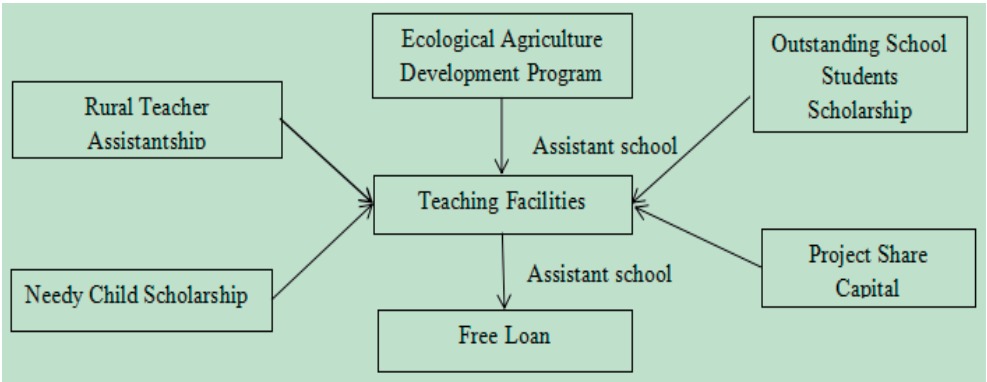 Ecological Agriculture
Development Program
Outstanding School
Students
Scholarship
Rural Teacher
Assistantship
Assistant school
Teaching Facilities
Project Share
Capital
Assistant school
Needy Child Scholarship
Free Loan